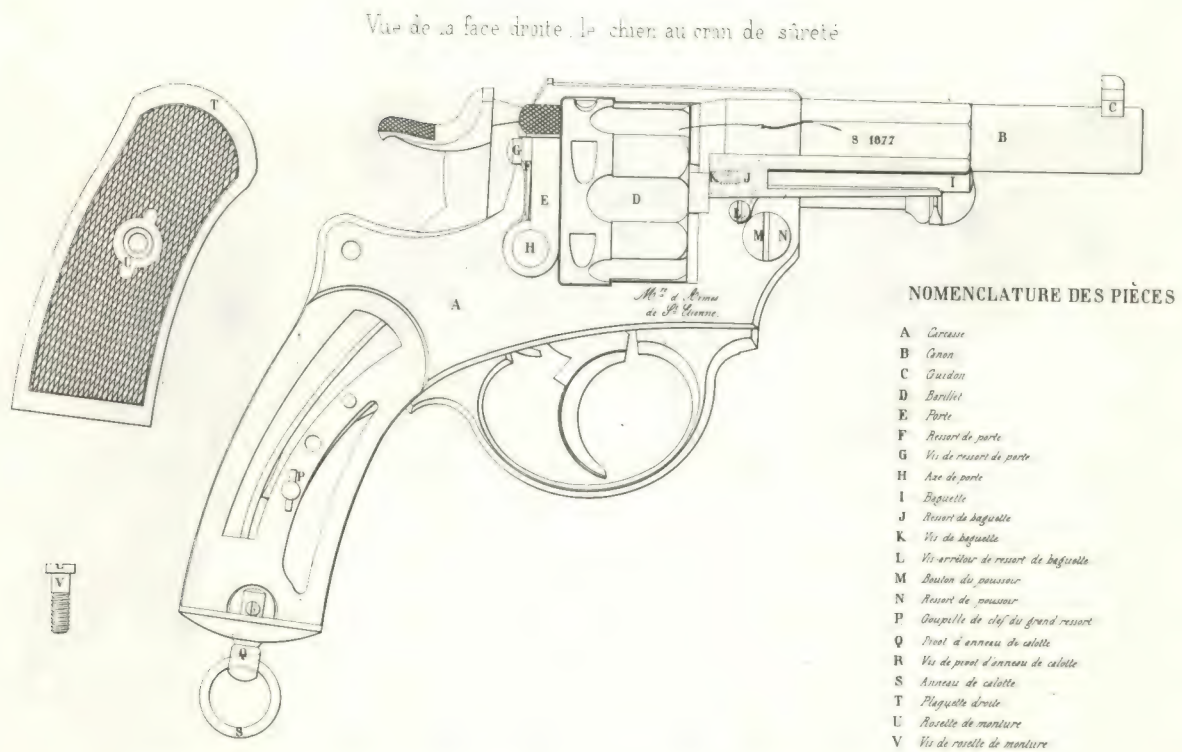 Vue de la face droite, le chien au cran de sûreté
T
C
S 1877
B
G
F
K J
I
E
D
U
L
H
M N
A
Mre d'Armes
de St Etienne.
P
V
Q
S
NOMENCLATURE DES PIÈCES
A Carcasse
B Canon
C Guidon
D Barillet
E Porte
F Ressort de porte
G Vis de ressort de porte
H Axe de porte
I Baguette
J Ressort de baguette
K Vis de baguette
L Vis-arrêtoir de ressort de baguette
M Bouton du poussoir
N Ressort de poussoir
P Goupille de clef du grand ressort
Q Pivot d'anneau de calotte
R Vis de pivot d'anneau de calotte
S Anneau de calotte
T Plaquette droite
U Rosette de monture
V Vis de rosette de monture